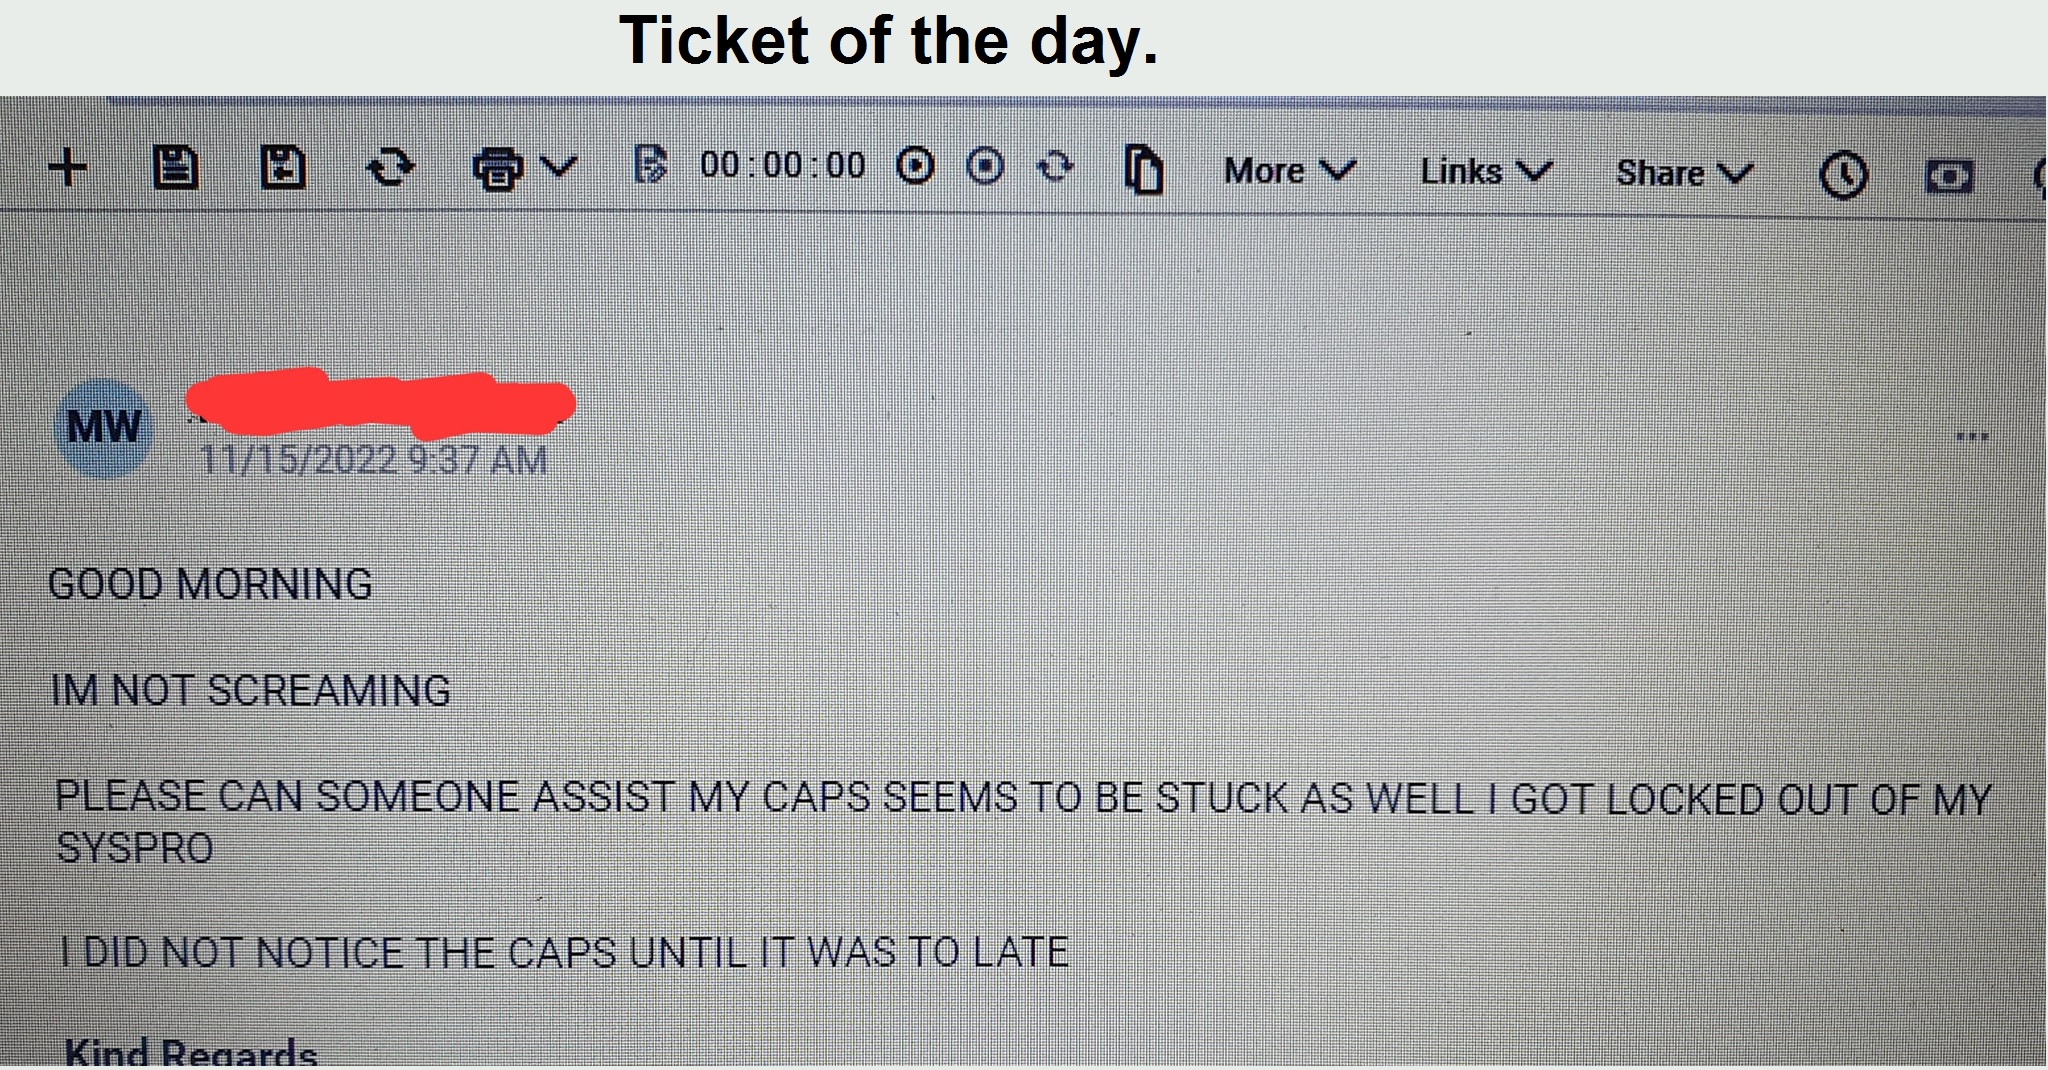 Ticket of the day.
00:00:00 More Links Share
MW
11/15/2022 9:37 AM
GOOD MORNING
IM NOT SCREAMING
PLEASE CAN SOMEONE ASSIST MY CAPS SEEMS TO BE STUCK AS WELL I GOT LOCKED OUT OF MY
SYSPRO
I DID NOT NOTICE THE CAPS UNTIL IT WAS TO LATE
Kind Regards